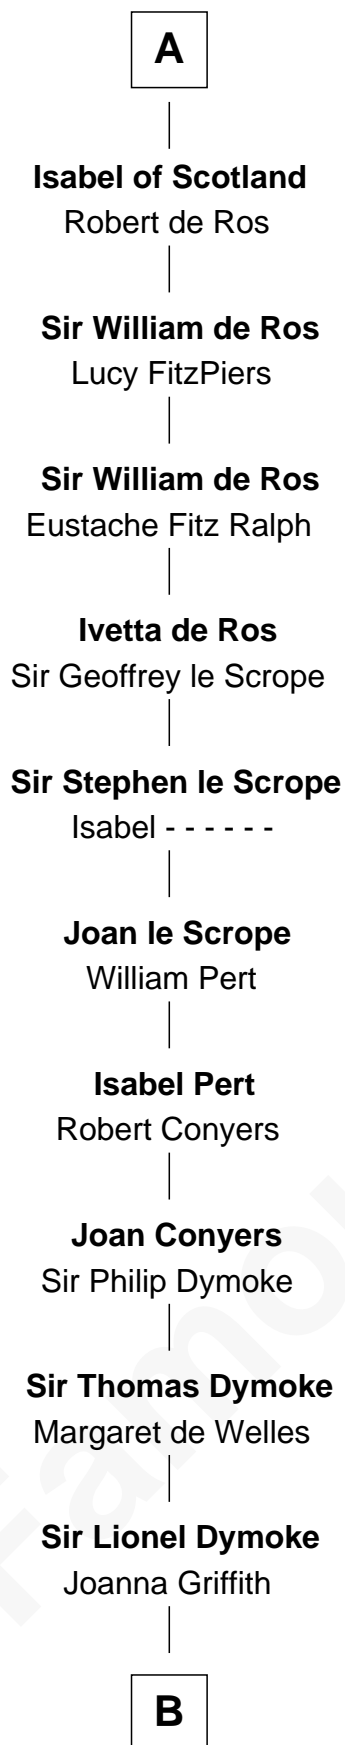 A
Isabel of Scotland
Robert de Ros
Sir William de Ros
Lucy FitzPiers
Sir William de Ros
Eustache Fitz Ralph
Ivetta de Ros
Sir Geoffrey le Scrope
Sir Stephen le Scrope
Isabel - - - - - -
Joan le Scrope
William Pert
Isabel Pert
Robert Conyers
Joan Conyers
Sir Philip Dymoke
Sir Thomas Dymoke
Margaret de Welles
Sir Lionel Dymoke
Joanna Griffith
B